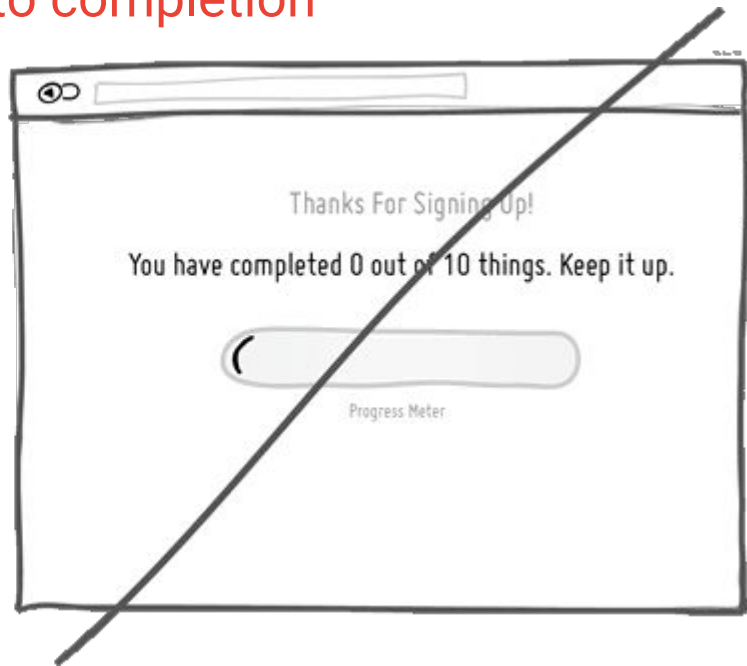 to completion
Thanks For Signing Up!
You have completed 0 out of 10 things. Keep it up.
Progress Meter